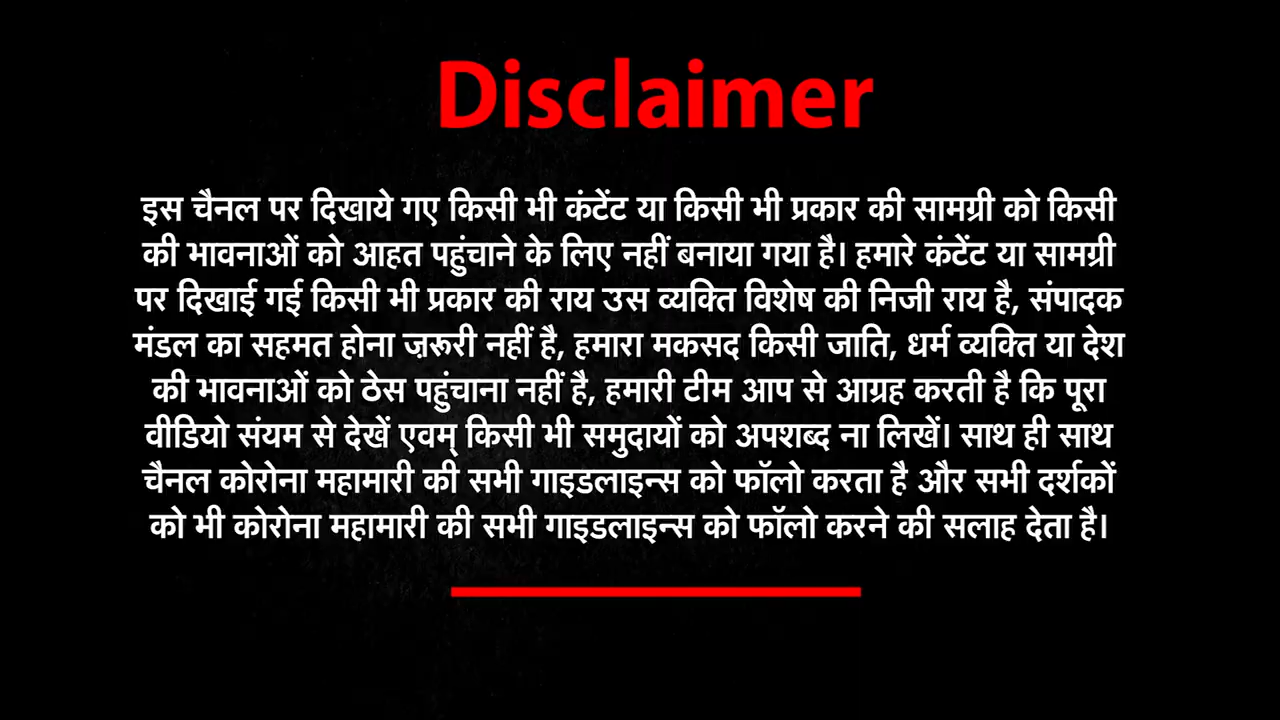 Disclaimer
इस चैनल पर दिखाये गए किसी भी कंटेंट या किसी भी प्रकार की सामग्री को किसी
की भावनाओं को आहत पहुंचाने के लिए नहीं बनाया गया है। हमारे कंटेंट या सामग्री
पर दिखाई गई किसी भी प्रकार की राय उस व्यक्ति विशेष की निजी राय है, संपादक
मंडल का सहमत होना ज़रूरी नहीं है, हमारा मकसद किसी जाति, धर्म व्यक्ति या देश
की भावनाओं को ठेस पहुंचाना नहीं है, हमारी टीम आप से आग्रह करती है कि पूरा
वीडियो संयम से देखें एवम् किसी भी समुदायों को अपशब्द ना लिखें। साथ ही साथ
चैनल कोरोना महामारी की सभी गाइडलाइन्स को फॉलो करता है और सभी दर्शकों
को भी कोरोना महामारी की सभी गाइडलाइन्स को फॉलो करने की सलाह देता है।